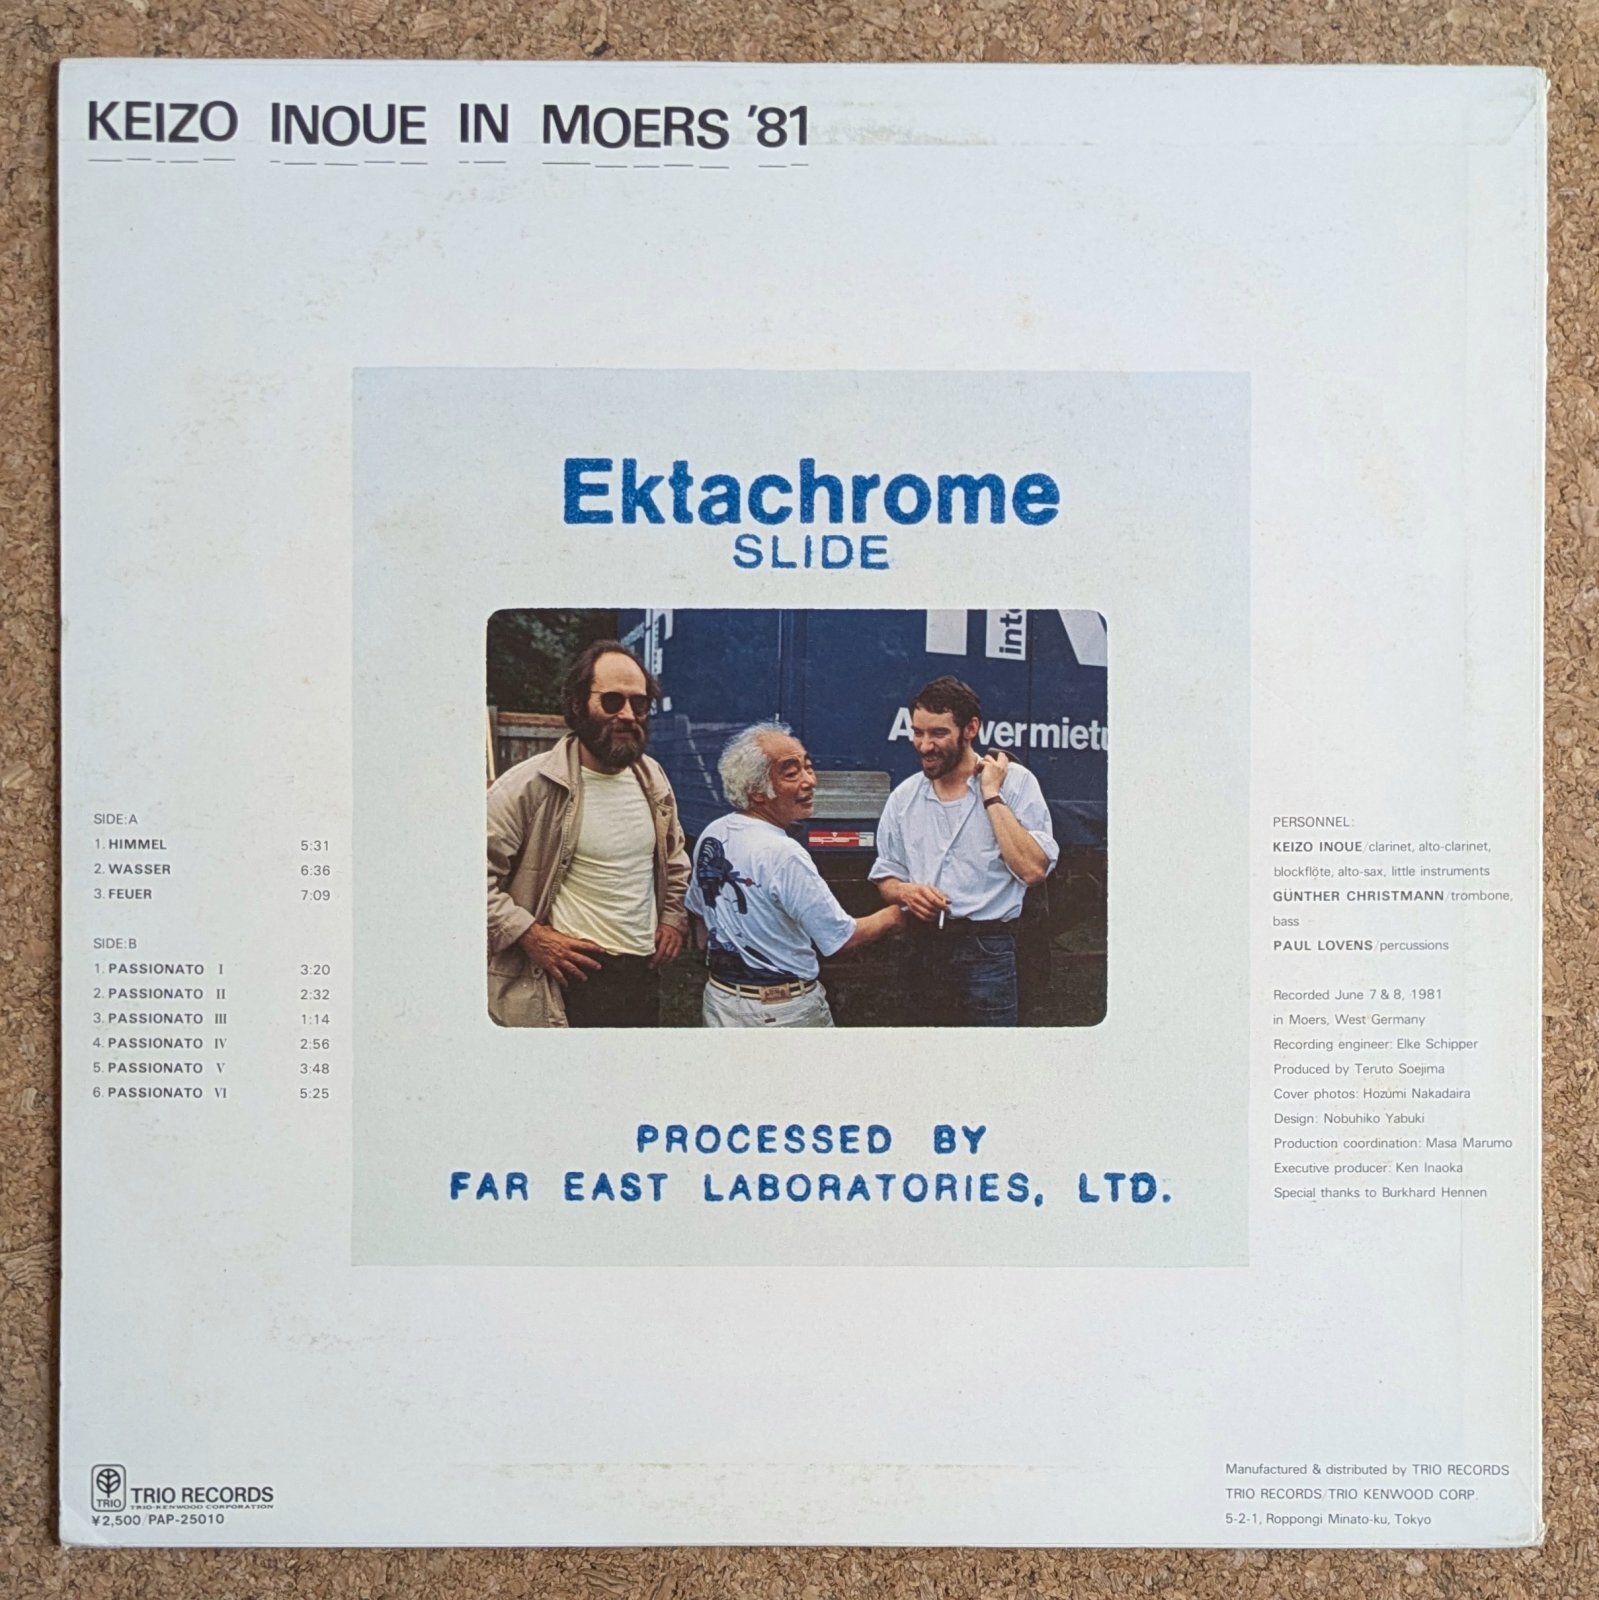 KEIZO INOUE IN MOERS '81
Ektachrome
SLIDE
inte
A vermietu
PROCESSED BY
FAR EAST LABORATORIES, LTD.
SIDE:A
1. HIMMEL 5:31
2. WASSER 6:36
3. FEUER 7:09
SIDE:B
1. PASSIONATO I 3:20
2. PASSIONATO II 2:32
3. PASSIONATO III 1:14
4. PASSIONATO IV 2:56
5. PASSIONATO V 3:48
6. PASSIONATO VI 5:25
PERSONNEL:
KEIZO INOUE/clarinet, alto-clarinet,
blockflöte, alto-sax, little instruments
GÜNTHER CHRISTMANN/trombone,
bass
PAUL LOVENS/percussions
Recorded June 7 & 8, 1981
in Moers, West Germany
Recording engineer: Elke Schipper
Produced by Teruto Soejima
Cover photos: Hozumi Nakadaira
Design: Nobuhiko Yabuki
Production coordination: Masa Marumo
Executive producer: Ken Inaoka
Special thanks to Burkhard Hennen
TRIO
TRIO RECORDS
TRIO-KENWOOD CORPORATION
¥2,500/PAP-25010
Manufactured & distributed by TRIO RECORDS
TRIO RECORDS/TRIO KENWOOD CORP.
5-2-1, Roppongi Minato-ku, Tokyo